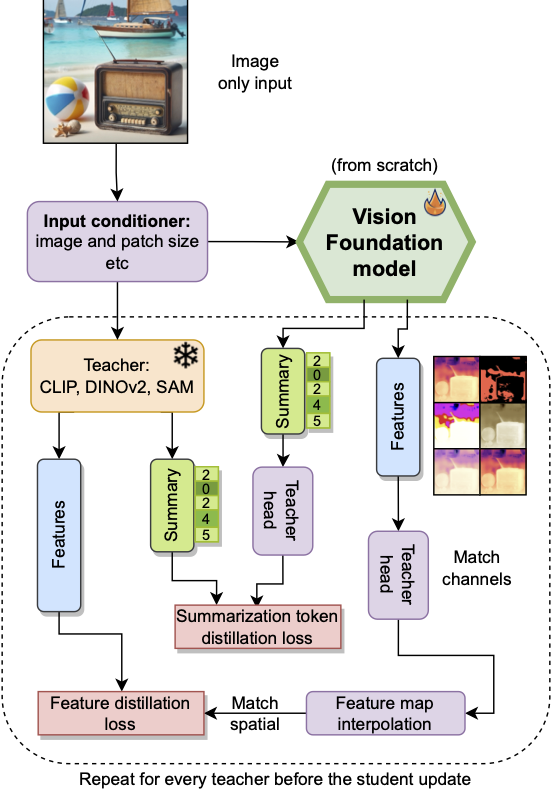 Image
only input
(from scratch)
Input conditioner:
image and patch size
etc
Vision
Foundation
model
Teacher:
CLIP, DINOv2, SAM
Summary
2
0
2
4
5
Features
Features
Summary
2
0
2
4
5
Teacher
head
Teacher
head
Match
channels
Summarization token
distillation loss
Feature distillation
loss
Match
spatial
Feature map
interpolation
Repeat for every teacher before the student update